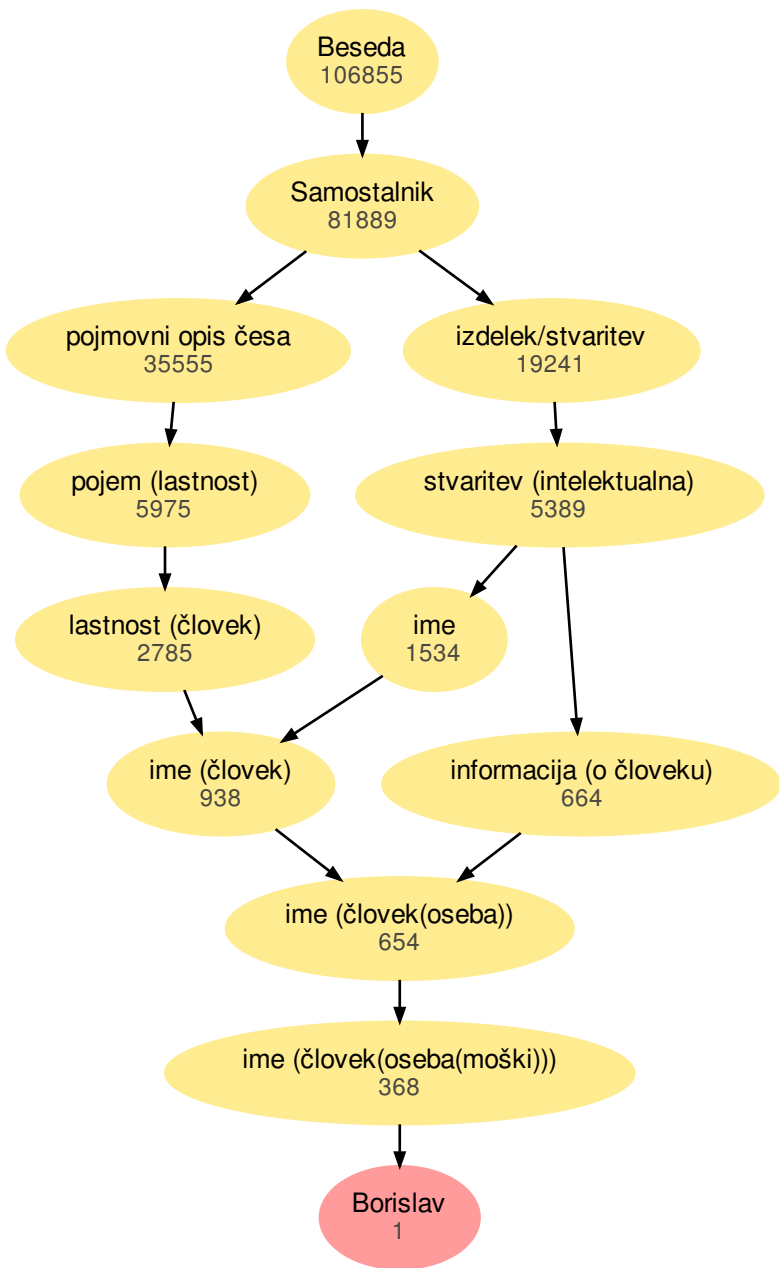 Beseda
106855
Samostalnik
81889
pojmovni opis česa
35555
izdelek/stvaritev
19241
pojem (lastnost)
5975
stvaritev (intelektualna)
5389
lastnost (človek)
2785
ime
1534
ime (človek)
938
informacija (o človeku)
664
ime (človek(oseba))
654
ime (človek(oseba(moški)))
368
Borislav
1